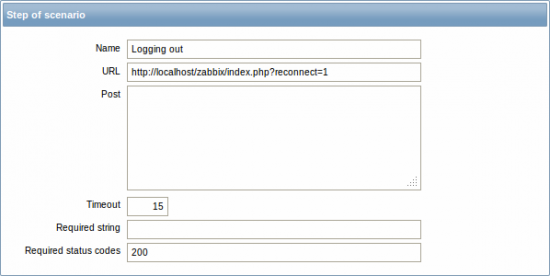 Step of scenario
Name Logging out
URL http://localhost/zabbix/index.php?reconnect=1
Post
Timeout 15
Required string
Required status codes 200